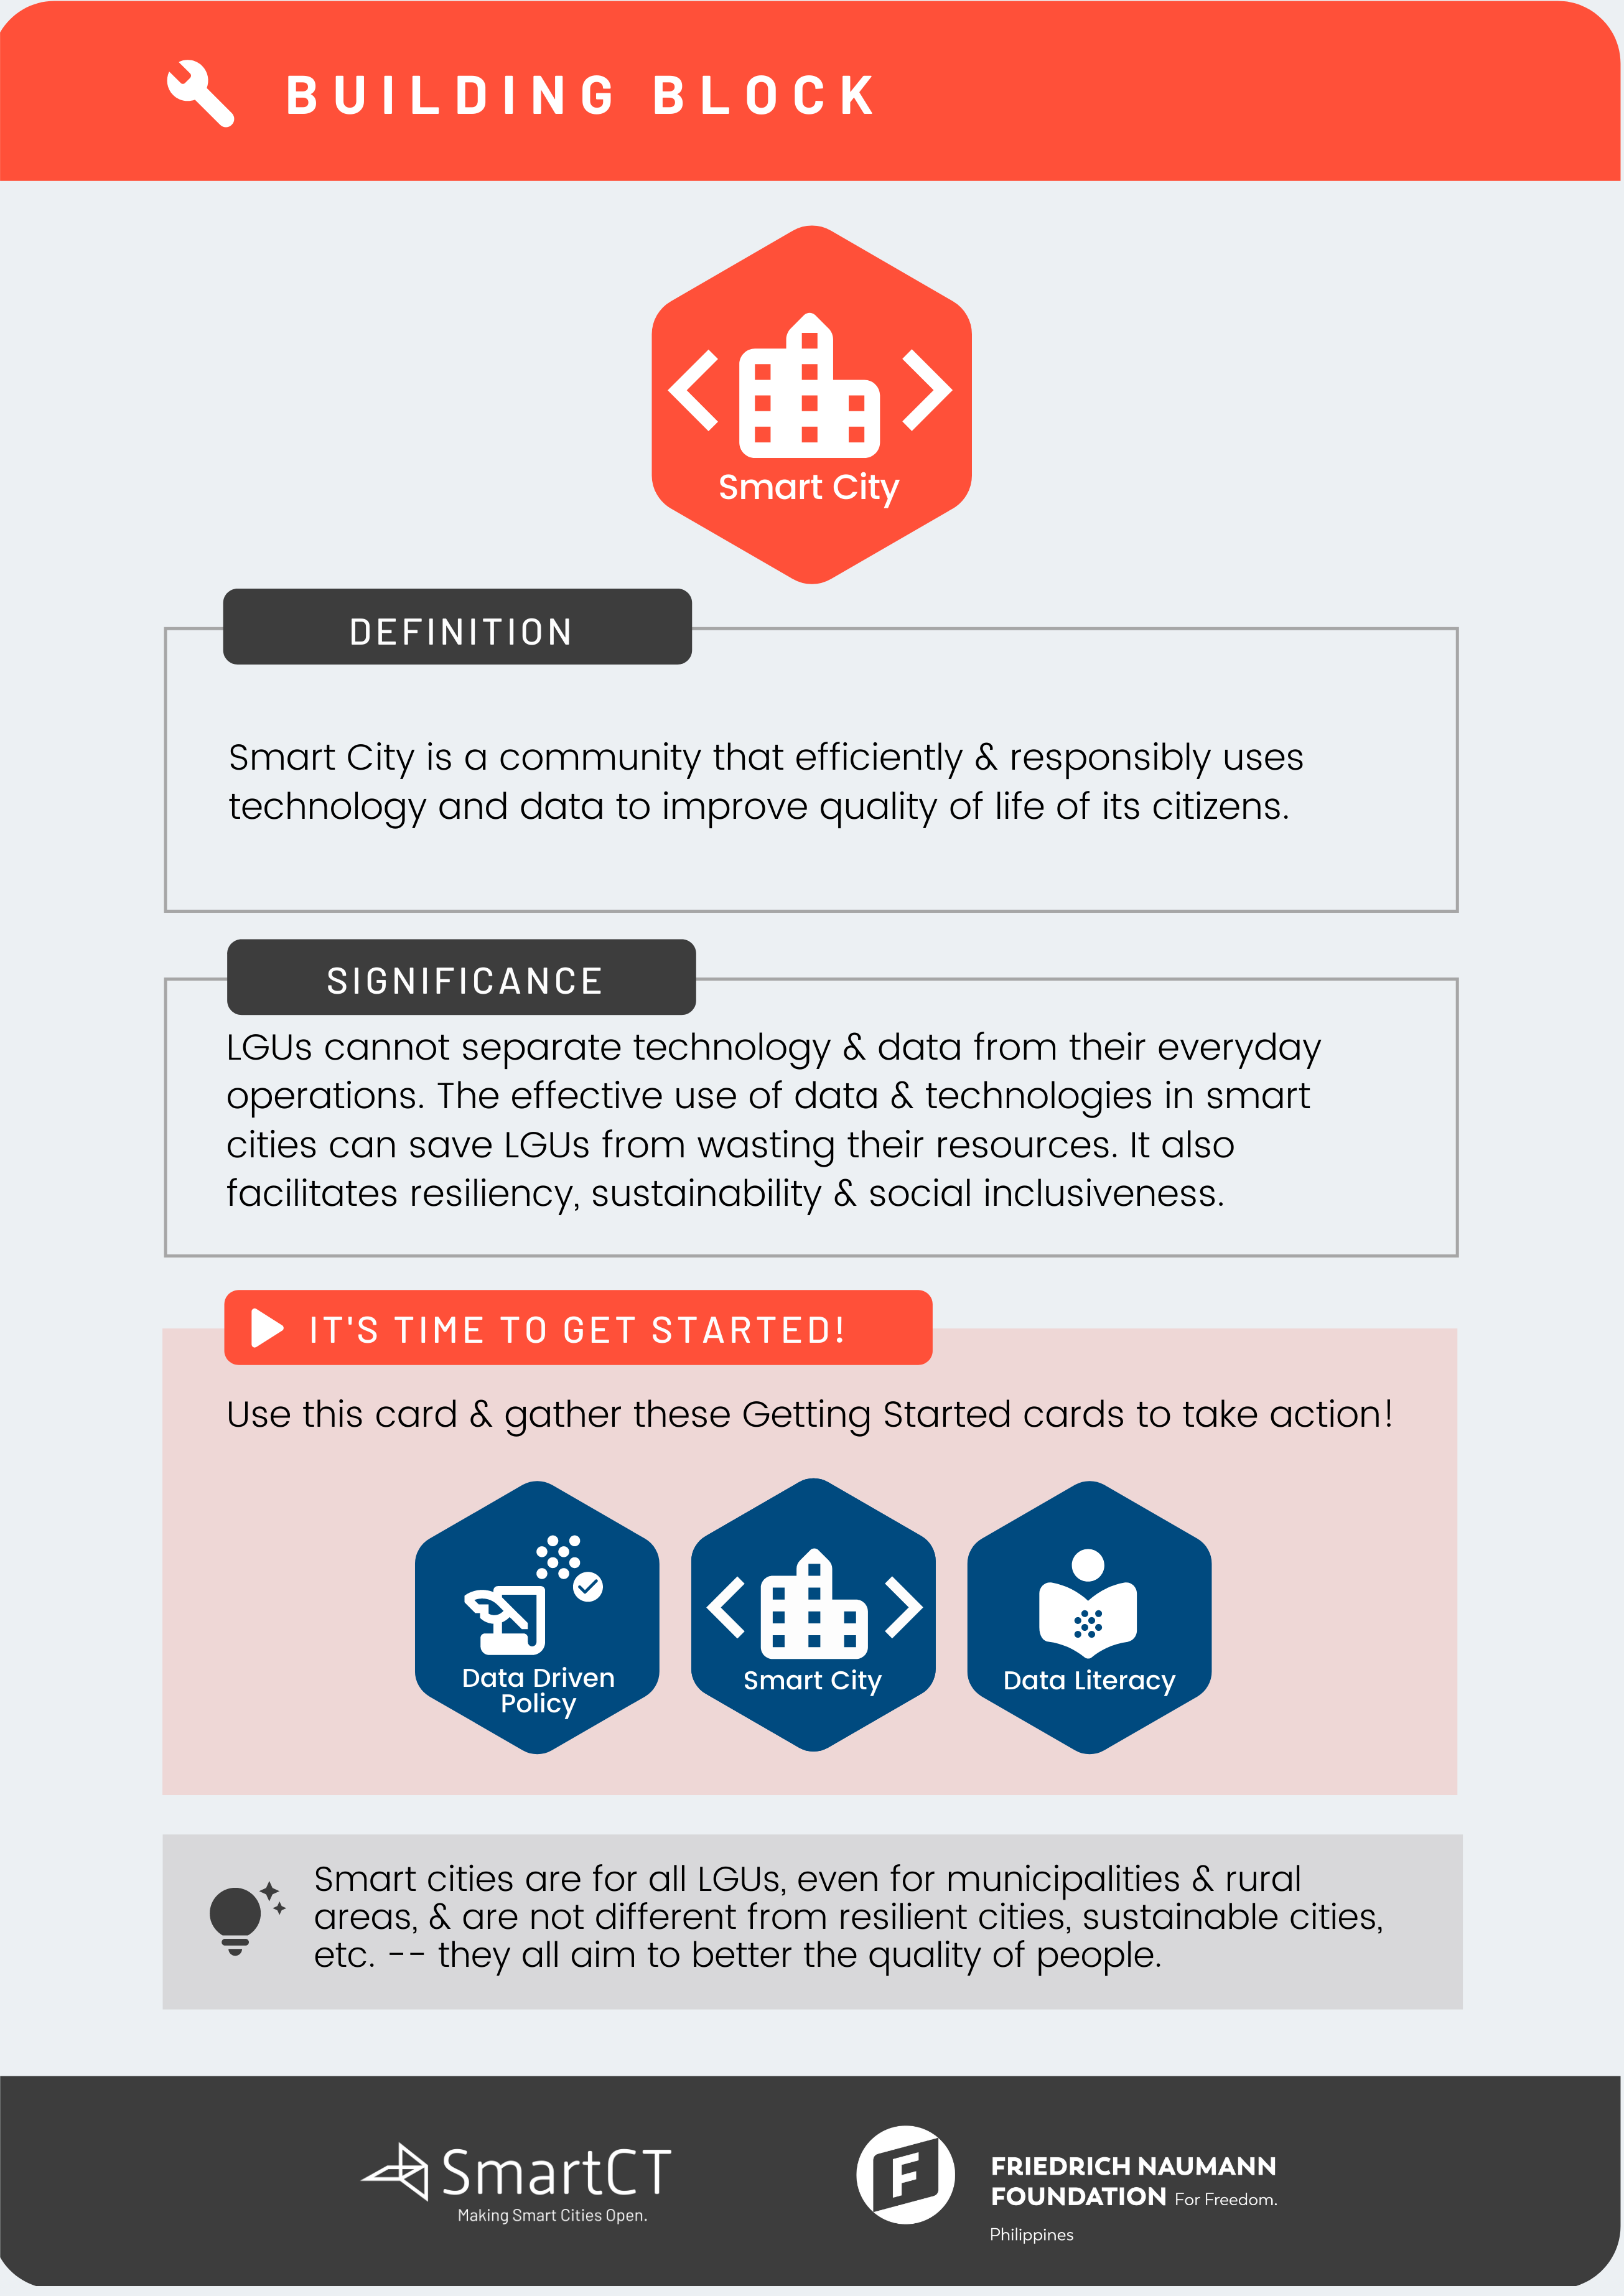 BUILDING BLOCK
Smart City
DEFINITION
Smart City is a community that efficiently & responsibly uses
technology and data to improve quality of life of its citizens.
SIGNIFICANCE
LGUs cannot separate technology & data from their everyday
operations. The effective use of data & technologies in smart
cities can save LGUs from wasting their resources. It also
facilitates resiliency, sustainability & social inclusiveness.
IT'S TIME TO GET STARTED!
Use this card & gather these Getting Started cards to take action!
Data Driven
Policy
Smart City
Data Literacy
Smart cities are for all LGUs, even for municipalities & rural
areas, & are not different from resilient cities, sustainable cities,
etc. -- they all aim to better the quality of people.
SmartCT
Making Smart Cities Open.
F
FRIEDRICH NAUMANN
FOUNDATION For Freedom.
Philippines